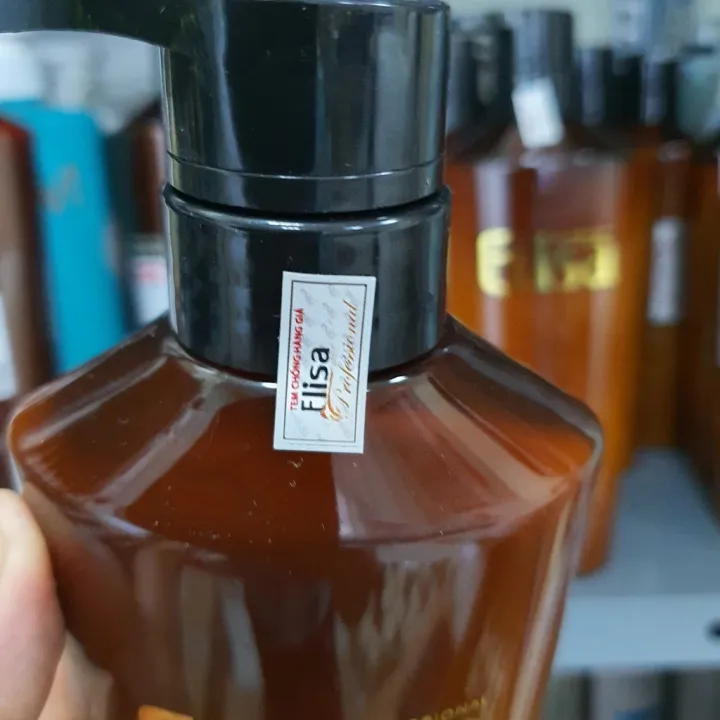 TEM CHỐNG HÀNG GIẢ
Elisa
Professional